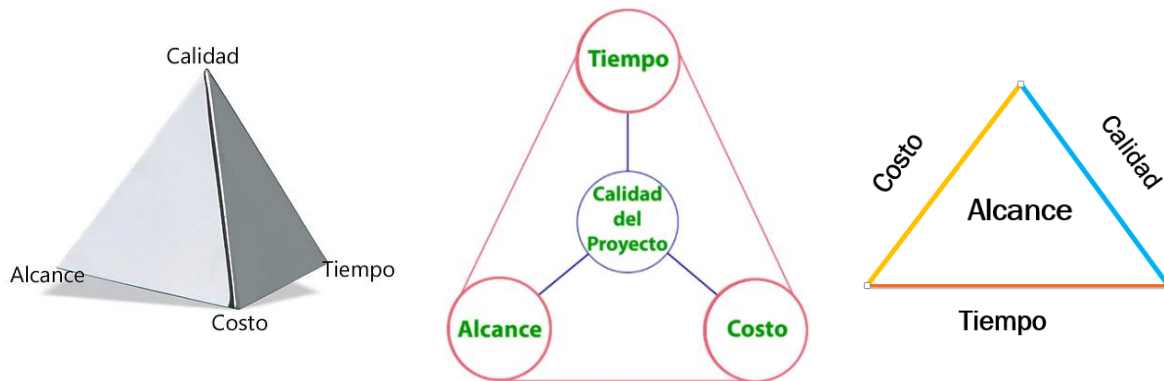 Calidad
Alcance
Tiempo
Costo
Tiempo
Calidad
del
Proyecto
Alcance
Costo
Costo
Calidad
Alcance
Tiempo